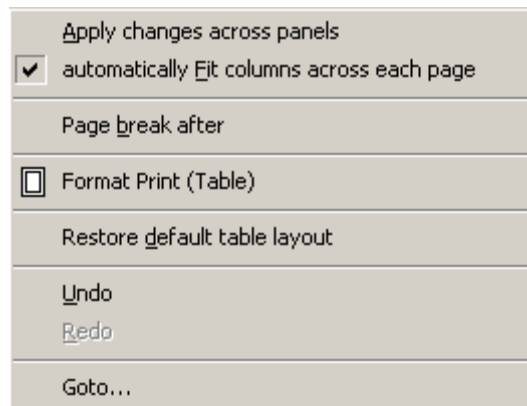 Apply changes across panels
automatically Fit columns across each page
Page break after
Format Print (Table)
Restore default table layout
Undo
Redo
Goto...